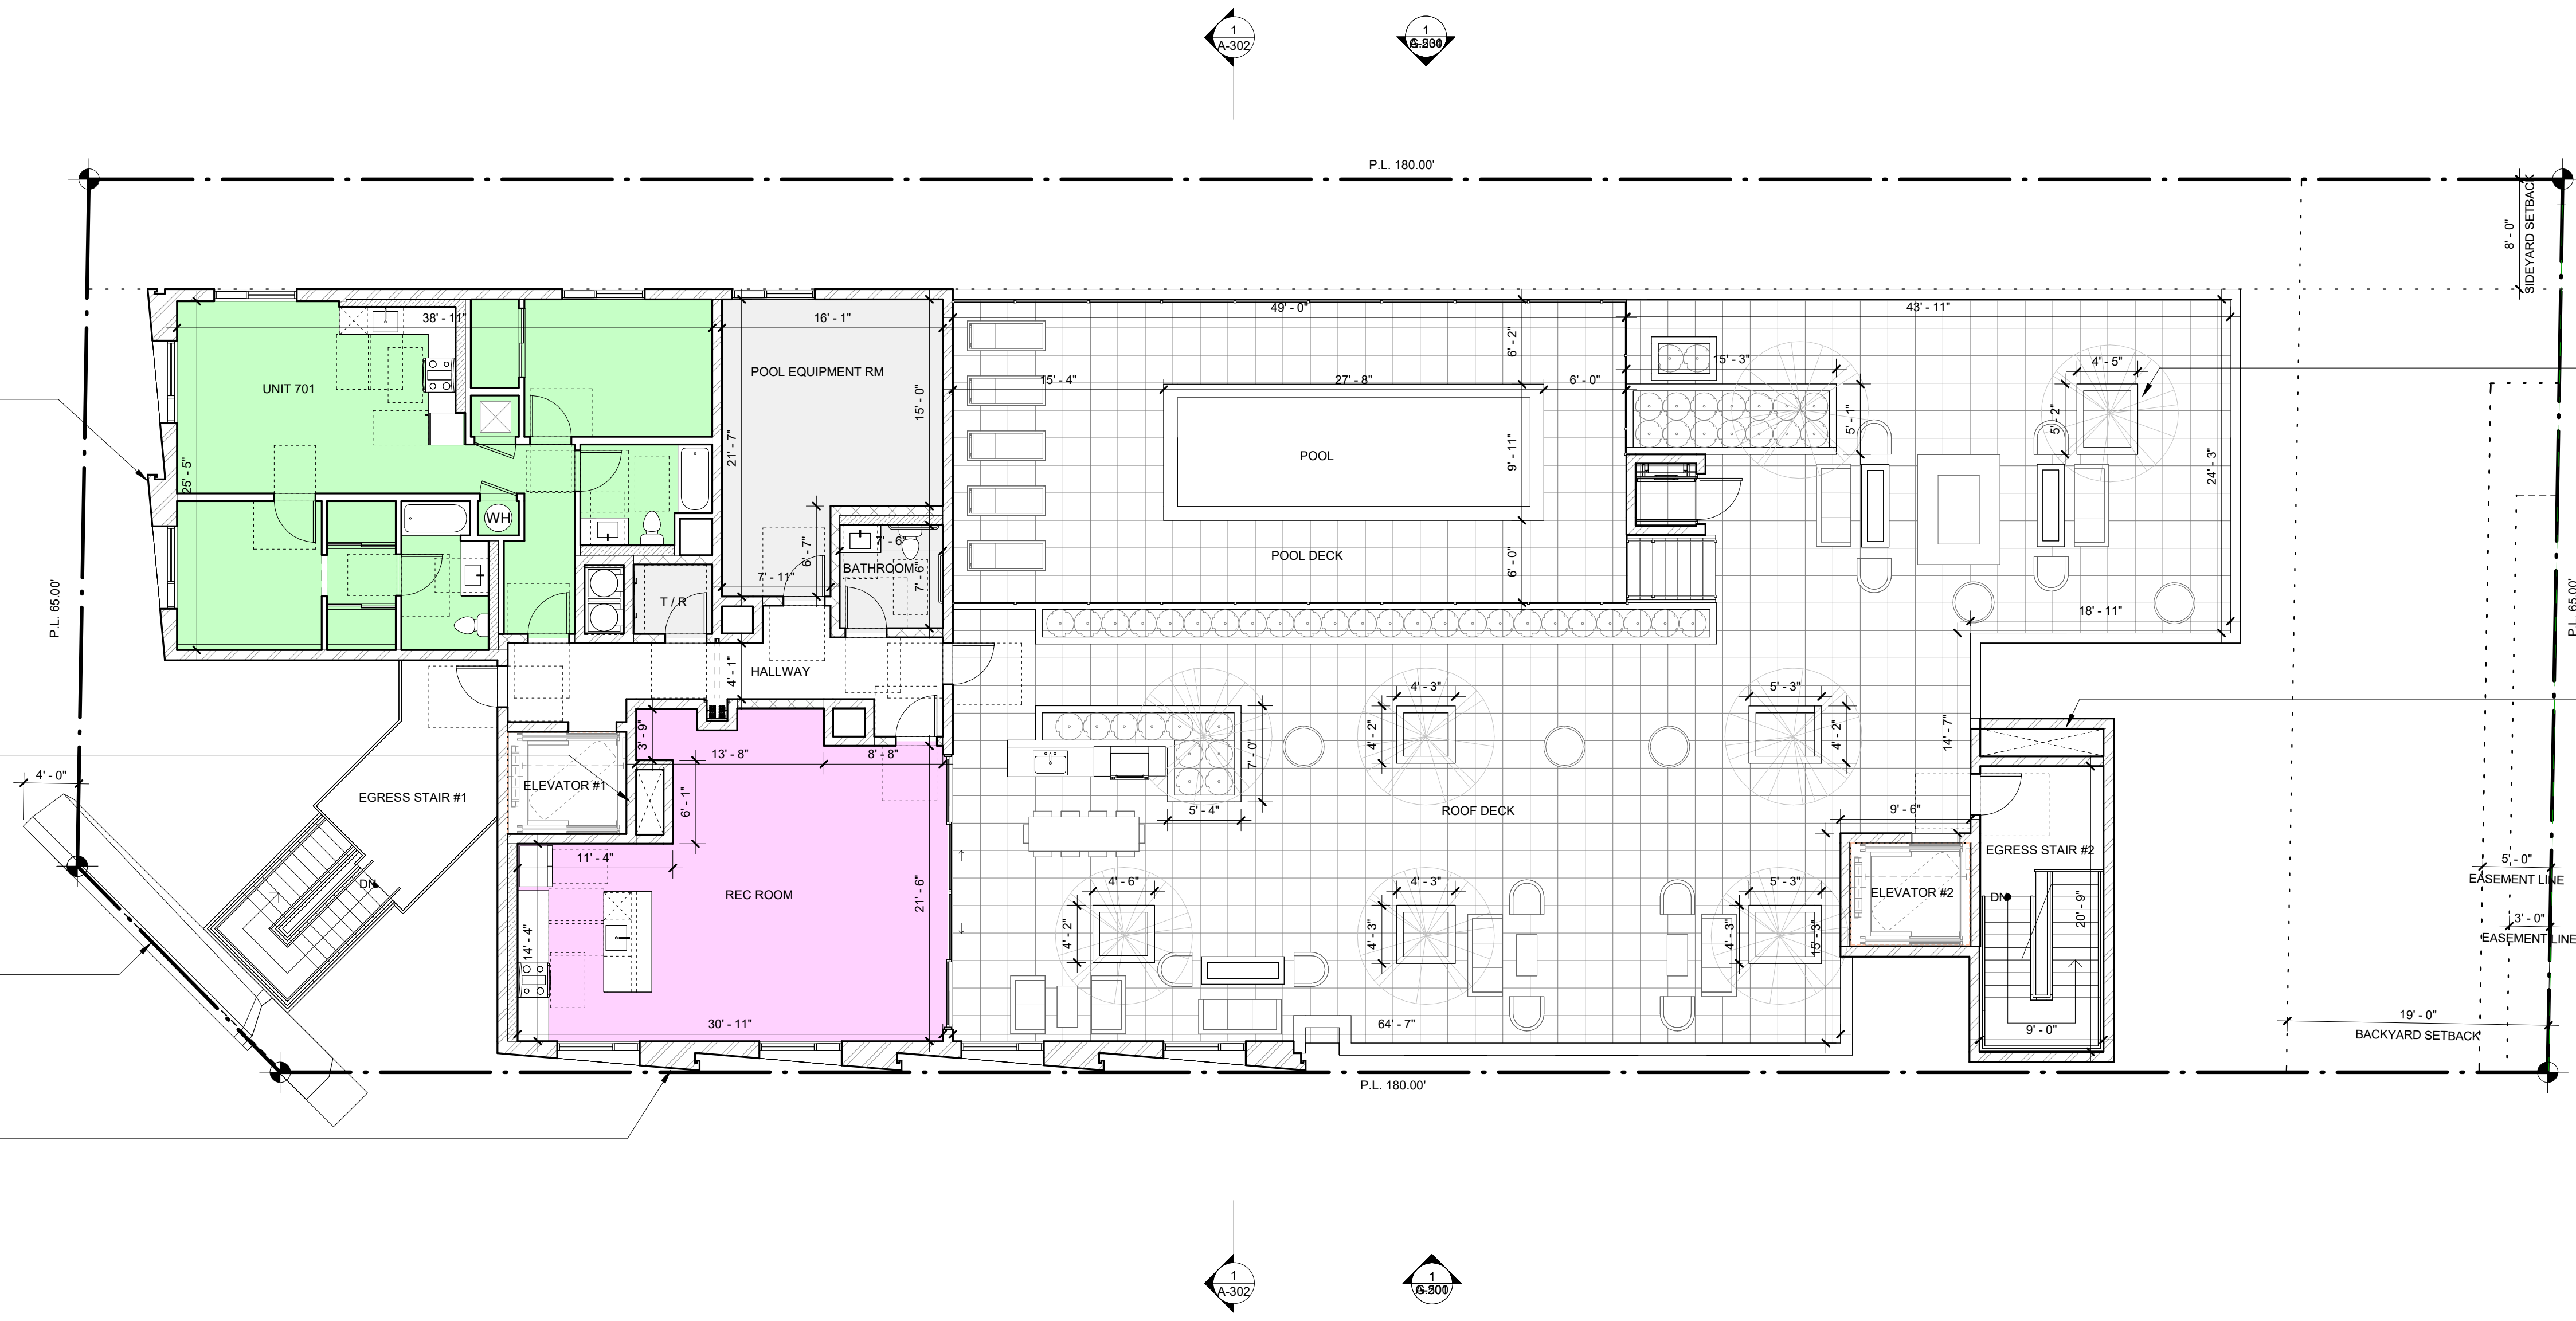 1
A-302
1
P.L. 180.00'
8' - 0"
SIDEYARD SETBACK
38' - 11"
16' - 1"
49' - 0"
43' - 11"
6' - 2"
UNIT 701
POOL EQUIPMENT RM
15' - 0"
15' - 4"
27' - 8"
6' - 0"
15' - 3"
4' - 5"
5' - 1"
5' - 2"
21' - 7"
25' - 5"
POOL
9' - 11"
24' - 3"
WH
6' - 7"
7' - 6"
BATHROOM
7' - 6"
POOL DECK
6' - 0"
7' - 11"
T / R
18' - 11"
P.L. 65.00'
P.L. 65.00'
4' - 1"
HALLWAY
4' - 3"
5' - 3"
3' - 9"
13' - 8"
8' - 8"
7' - 0"
4' - 2"
4' - 2"
14' - 7"
4' - 0"
EGRESS STAIR #1
ELEVATOR #1
6' - 1"
5' - 4"
ROOF DECK
9' - 6"
11' - 4"
EGRESS STAIR #2
5' - 0"
EASEMENT LINE
DN
REC ROOM
21' - 6"
4' - 6"
4' - 3"
5' - 3"
ELEVATOR #2
DN
20' - 9"
3' - 0"
EASEMENT LINE
14' - 4"
4' - 2"
4' - 3"
4' - 3"
15' - 3"
30' - 11"
64' - 7"
9' - 0"
19' - 0"
BACKYARD SETBACK
P.L. 180.00'
1
A-302
1